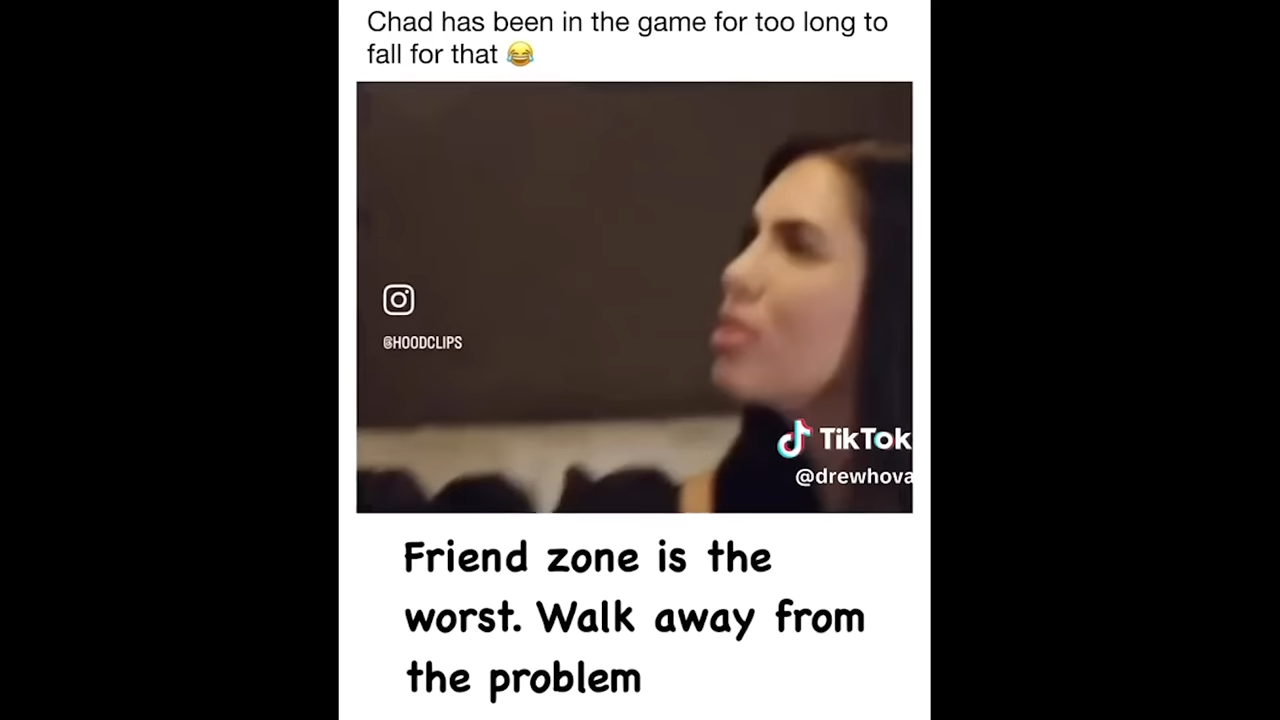 Chad has been in the game for too long to
fall for that 😂
@HOODCLIPS
TikTok
@drewhova
Friend zone is the
worst. Walk away from
the problem